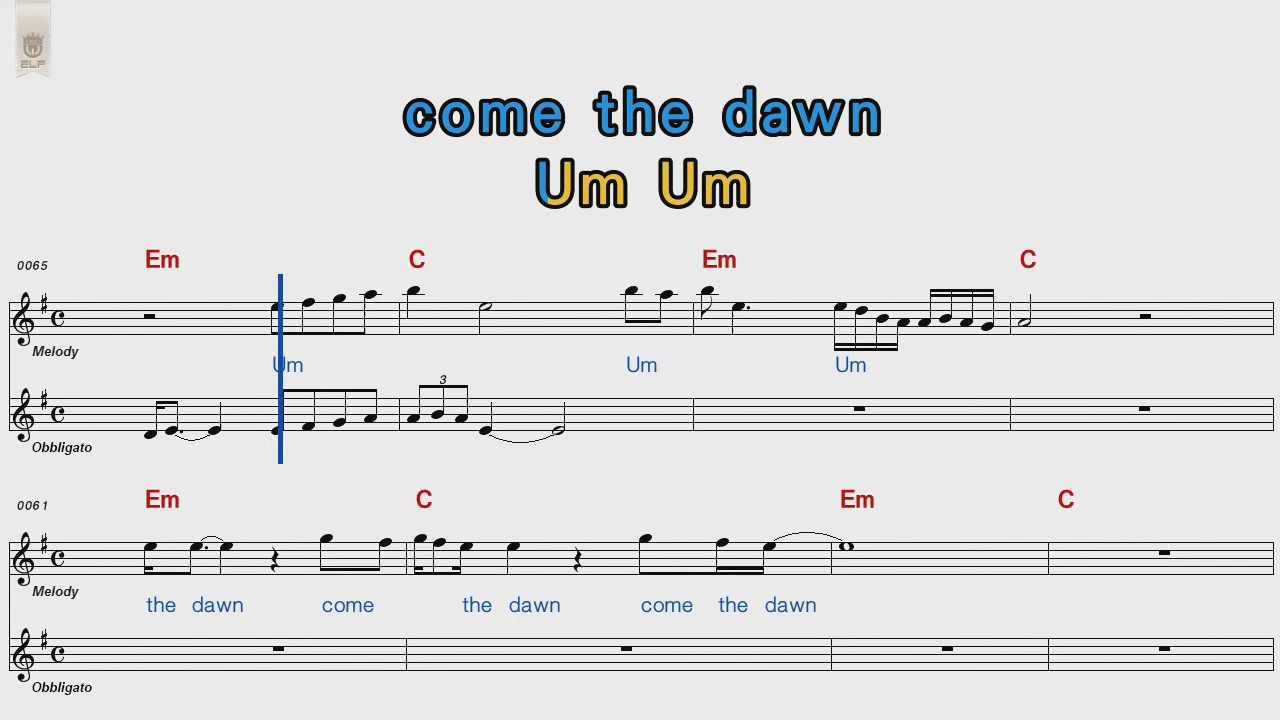 ELF
come the dawn
Um Um
0065 Em C Em C
Melody
Um Um Um
3
Obbligato
0061 Em C Em C
Melody
the dawn come the dawn come the dawn
Obbligato